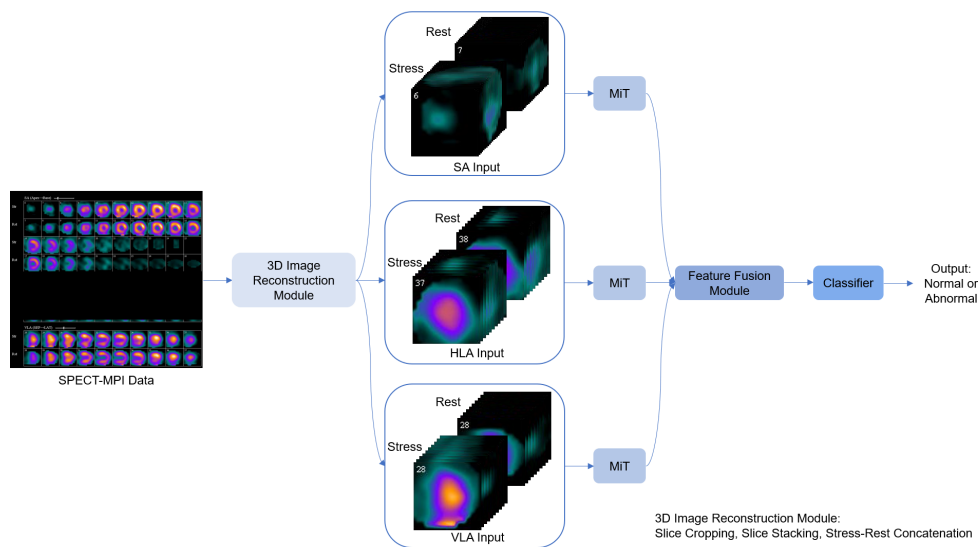 Rest
7
Stress
6
SA Input
MiT
Rest
38
Stress
37
HLA Input
MiT
3D Image
Reconstruction
Module
Feature Fusion
Module
Classifier
Output:
Normal or
Abnormal
SPECT-MPI Data
Rest
28
Stress
28
VLA Input
MiT
3D Image Reconstruction Module:
Slice Cropping, Slice Stacking, Stress-Rest Concatenation